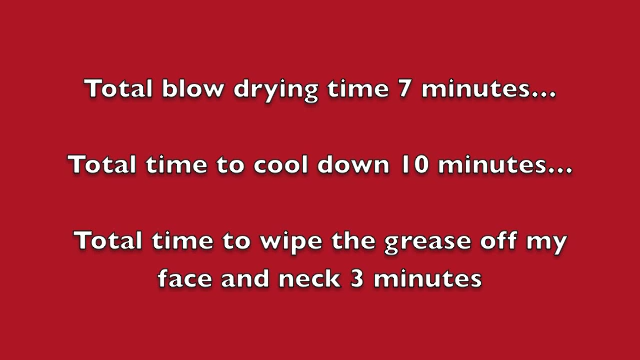 Total blow drying time 7 minutes...
Total time to cool down 10 minutes...
Total time to wipe the grease off my
face and neck 3 minutes